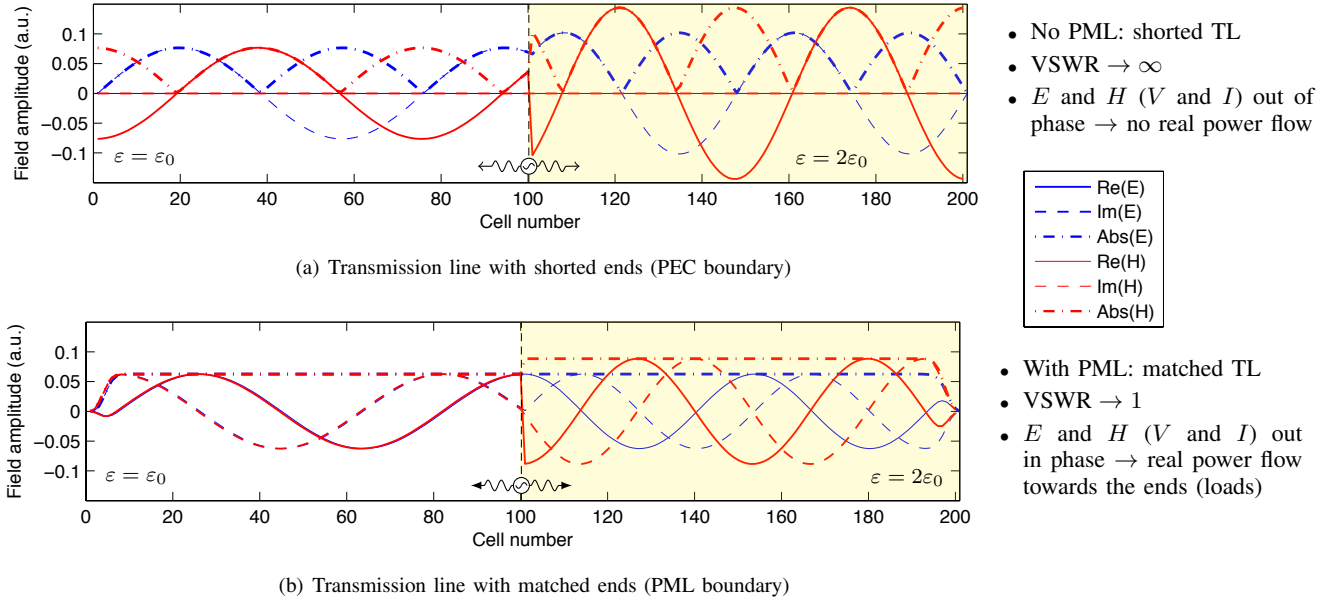 Field amplitude (a.u.)
0.1
0.05
0
−0.05
−0.1
ε = ε0
ε = 2ε0
0 20 40 60 80 100 120 140 160 180 200
Cell number
(a) Transmission line with shorted ends (PEC boundary)
• No PML: shorted TL
• VSWR → ∞
• E and H (V and I) out of
phase → no real power flow
Re(E)
Im(E)
Abs(E)
Re(H)
Im(H)
Abs(H)
Field amplitude (a.u.)
0.1
0.05
0
−0.05
−0.1
ε = ε0
ε = 2ε0
0 20 40 60 80 100 120 140 160 180 200
Cell number
(b) Transmission line with matched ends (PML boundary)
• With PML: matched TL
• VSWR → 1
• E and H (V and I) out
in phase → real power flow
towards the ends (loads)